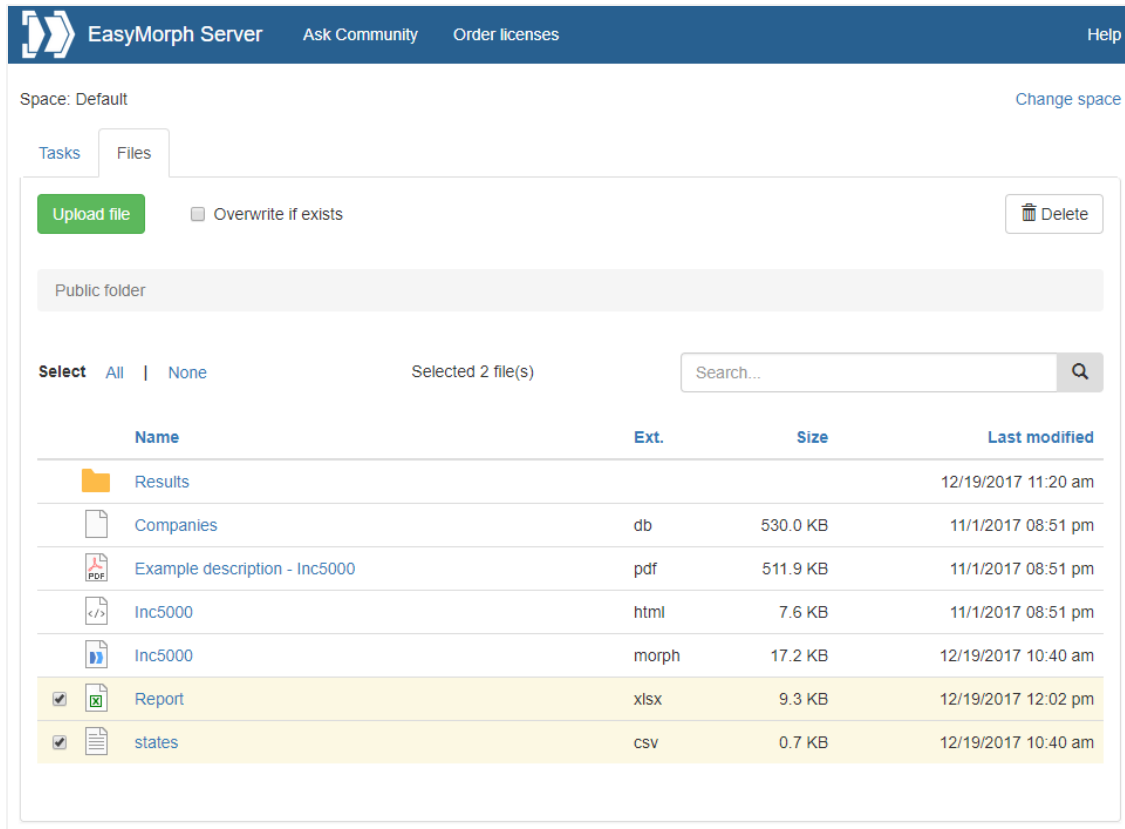 EasyMorph Server Ask Community Order licenses Help
Space: Default Change space
Tasks Files
Upload file Overwrite if exists Delete
Public folder
Select All | None Selected 2 file(s) Search...
Name Ext. Size Last modified
Results 12/19/2017 11:20 am
Companies db 530.0 KB 11/1/2017 08:51 pm
PDF Example description - Inc5000 pdf 511.9 KB 11/1/2017 08:51 pm
</> Inc5000 html 7.6 KB 11/1/2017 08:51 pm
Inc5000 morph 17.2 KB 12/19/2017 10:40 am
Report xlsx 9.3 KB 12/19/2017 12:02 pm
states csv 0.7 KB 12/19/2017 10:40 am